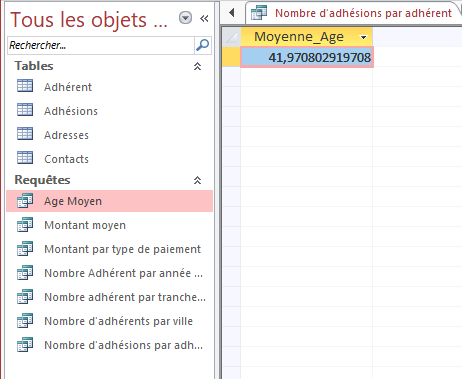 Tous les objets ...
Rechercher...
Tables
Adhérent
Adhésions
Adresses
Contacts
Requêtes
Age Moyen
Montant moyen
Montant par type de paiement
Nombre Adhérent par année ...
Nombre adhérent par tranche...
Nombre d'adhérents par ville
Nombre d'adhésions par adh...
Nombre d'adhésions par adhérent
Moyenne_Age
41,970802919708